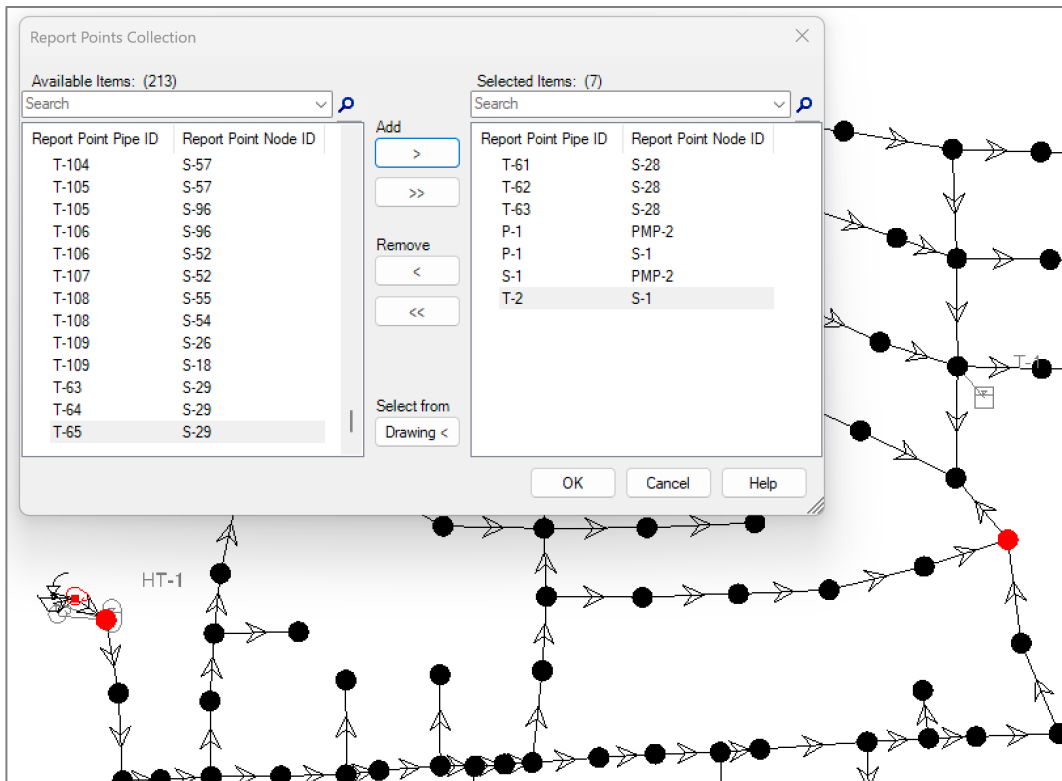 Report Points Collection
Available Items: (213)
Search
Report Point Pipe ID Report Point Node ID
T-104 S-57
T-105 S-57
T-105 S-96
T-106 S-96
T-106 S-52
T-107 S-52
T-108 S-55
T-108 S-54
T-109 S-26
T-109 S-18
T-63 S-29
T-64 S-29
T-65 S-29
Add
>
>>
Remove
<
<<
Select from
Drawing <
Selected Items: (7)
Search
Report Point Pipe ID Report Point Node ID
T-61 S-28
T-62 S-28
T-63 S-28
P-1 PMP-2
P-1 S-1
S-1 PMP-2
T-2 S-1
OK Cancel Help
T-1
HT-1